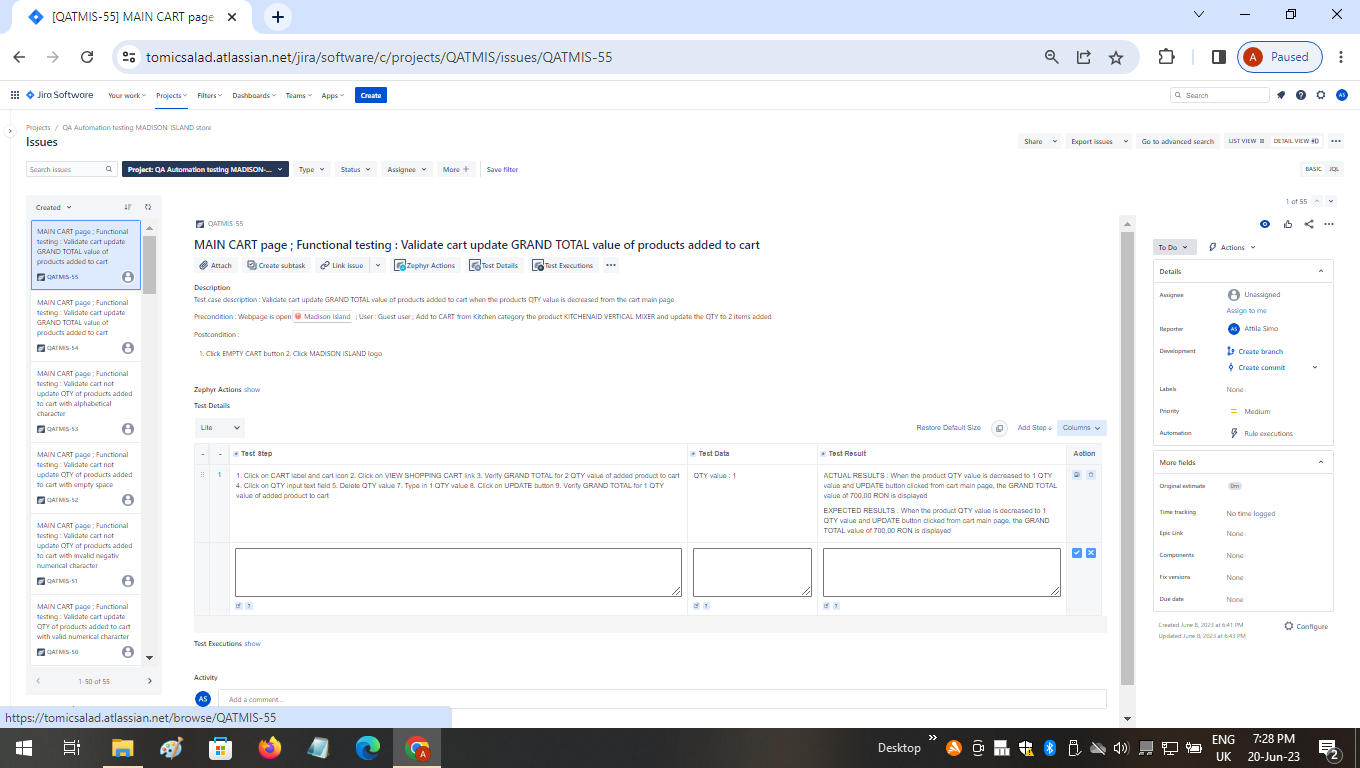 [QATMIS-55] MAIN CART page
tomicsalad.atlassian.net/jira/software/c/projects/QATMIS/issues/QATMIS-55
A Paused
Jira Software Your work Projects Filters Dashboards Teams Apps Create Search AS
Projects / QA Automation testing MADISON ISLAND store
Issues
Share Export issues Go to advanced search LIST VIEW DETAIL VIEW
Search issues Project: QA Automation testing MADISON-... Type Status Assignee More + Save filter BASIC JQL
Created
1 of 55
MAIN CART page ; Functional
testing : Validate cart update
GRAND TOTAL value of
products added to cart
QATMIS-55
MAIN CART page ; Functional
testing : Validate cart update
GRAND TOTAL value of
products added to cart
QATMIS-54
MAIN CART page ; Functional
testing : Validate cart not
update QTY of products added
to cart with alphabetical
character
QATMIS-53
MAIN CART page ; Functional
testing : Validate cart not
update QTY of products added
to cart with empty space
QATMIS-52
MAIN CART page ; Functional
testing : Validate cart not
update QTY of products added
to cart with invalid negativ
numerical character
QATMIS-51
MAIN CART page ; Functional
testing : Validate cart update
QTY of products added to cart
with valid numerical character
QATMIS-50
1-50 of 55
QATMIS-55
MAIN CART page ; Functional testing : Validate cart update GRAND TOTAL value of products added to cart
Attach Create subtask Link issue Zephyr Actions Test Details Test Executions
Description
Test case description : Validate cart update GRAND TOTAL value of products added to cart when the products QTY value is decreased from the cart main page
Precondition : Webpage is open Madison Island ; User : Guest user ; Add to CART from Kitchen category the product KITCHENAID VERTICAL MIXER and update the QTY to 2 items added
Postcondition :
1. Click EMPTY CART button 2. Click MADISON ISLAND logo
Zephyr Actions show
Test Details
Lite Restore Default Size Add Step Columns
- - Test Step Test Data Test Result Action
1 1. Click on CART label and cart icon 2. Click on VIEW SHOPPING CART link 3. Verify GRAND TOTAL for 2 QTY value of added product to cart
4. Click on QTY input text field 5. Delete QTY value 7. Type in 1 QTY value 8. Click on UPDATE button 9. Verify GRAND TOTAL for 1 QTY
value of added product to cart
QTY value : 1
ACTUAL RESULTS : When the product QTY value is decreased to 1 QTY
value and UPDATE button clicked from cart main page, the GRAND TOTAL
value of 700,00 RON is displayed
EXPECTED RESULTS : When the product QTY value is decreased to 1
QTY value and UPDATE button clicked from cart main page, the GRAND
TOTAL value of 700,00 RON is displayed
Test Executions show
Activity
AS Add a comment...
To Do Actions
Details
Assignee Unassigned
Assign to me
Reporter AS Attila Simo
Development Create branch
Create commit
Labels None
Priority Medium
Automation Rule executions
More fields
Original estimate 0m
Time tracking No time logged
Epic Link None
Components None
Fix versions None
Due date None
Created June 8, 2023 at 6:41 PM
Updated June 8, 2023 at 6:43 PM
Configure
https://tomicsalad.atlassian.net/browse/QATMIS-55
Desktop
ENG
UK
7:28 PM
20-Jun-23
2